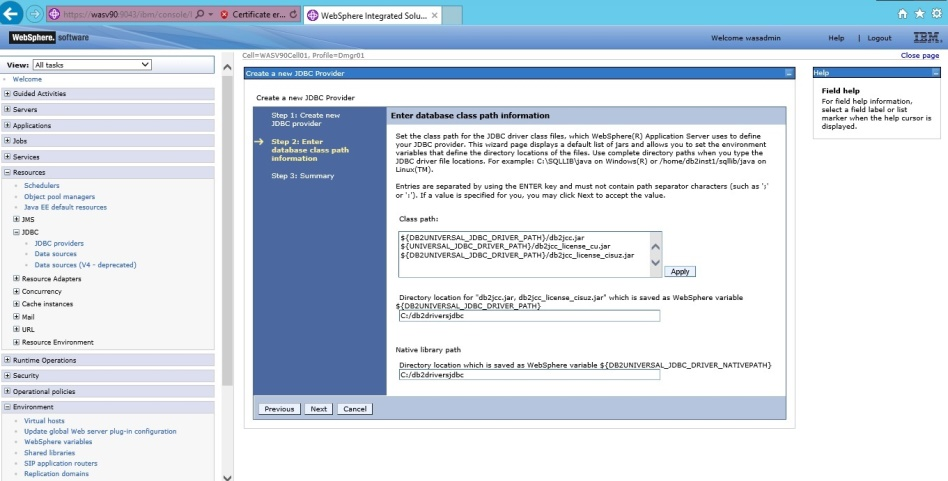 https://wasv90:9043/ibm/console/l
Certificate er...
WebSphere Integrated Solu...
WebSphere. software
Welcome wasadmin
Help | Logout
IBM.
Cell=WASV90Cell01, Profile=Dmgr01
Close page
View: All tasks
Welcome
Guided Activities
Servers
Applications
Jobs
Services
Resources
Schedulers
Object pool managers
Java EE default resources
JMS
JDBC
JDBC providers
Data sources
Data sources (V4 - deprecated)
Resource Adapters
Concurrency
Cache instances
Mail
URL
Resource Environment
Runtime Operations
Security
Operational policies
Environment
Virtual hosts
Update global Web server plug-in configuration
WebSphere variables
Shared libraries
SIP application routers
Replication domains
Create a new JDBC Provider
Create a new JDBC Provider
Step 1: Create new
JDBC provider
Step 2: Enter
database class path
information
Step 3: Summary
Enter database class path information
Set the class path for the JDBC driver class files, which WebSphere(R) Application Server uses to define
your JDBC provider. This wizard page displays a default list of jars and allows you to set the environment
variables that define the directory locations of the files. Use complete directory paths when you type the
JDBC driver file locations. For example: C:\SQLLIB\java on Windows(R) or /home/db2inst1/sqllib/java on
Linux(TM).
Entries are separated by using the ENTER key and must not contain path separator characters (such as ';'
or ':'). If a value is specified for you, you may click Next to accept the value.
Class path:
${DB2UNIVERSAL_JDBC_DRIVER_PATH}/db2jcc.jar
${UNIVERSAL_JDBC_DRIVER_PATH}/db2jcc_license_cu.jar
${DB2UNIVERSAL_JDBC_DRIVER_PATH}/db2jcc_license_cisuz.jar
Apply
Directory location for "db2jcc.jar, db2jcc_license_cisuz.jar" which is saved as WebSphere variable
${DB2UNIVERSAL_JDBC_DRIVER_PATH}
C:/db2driversjdbc
Native library path
Directory location which is saved as WebSphere variable ${DB2UNIVERSAL_JDBC_DRIVER_NATIVEPATH}
C:/db2driversjdbc
Previous Next Cancel
Help
Field help
For field help information,
select a field label or list
marker when the help cursor is
displayed.